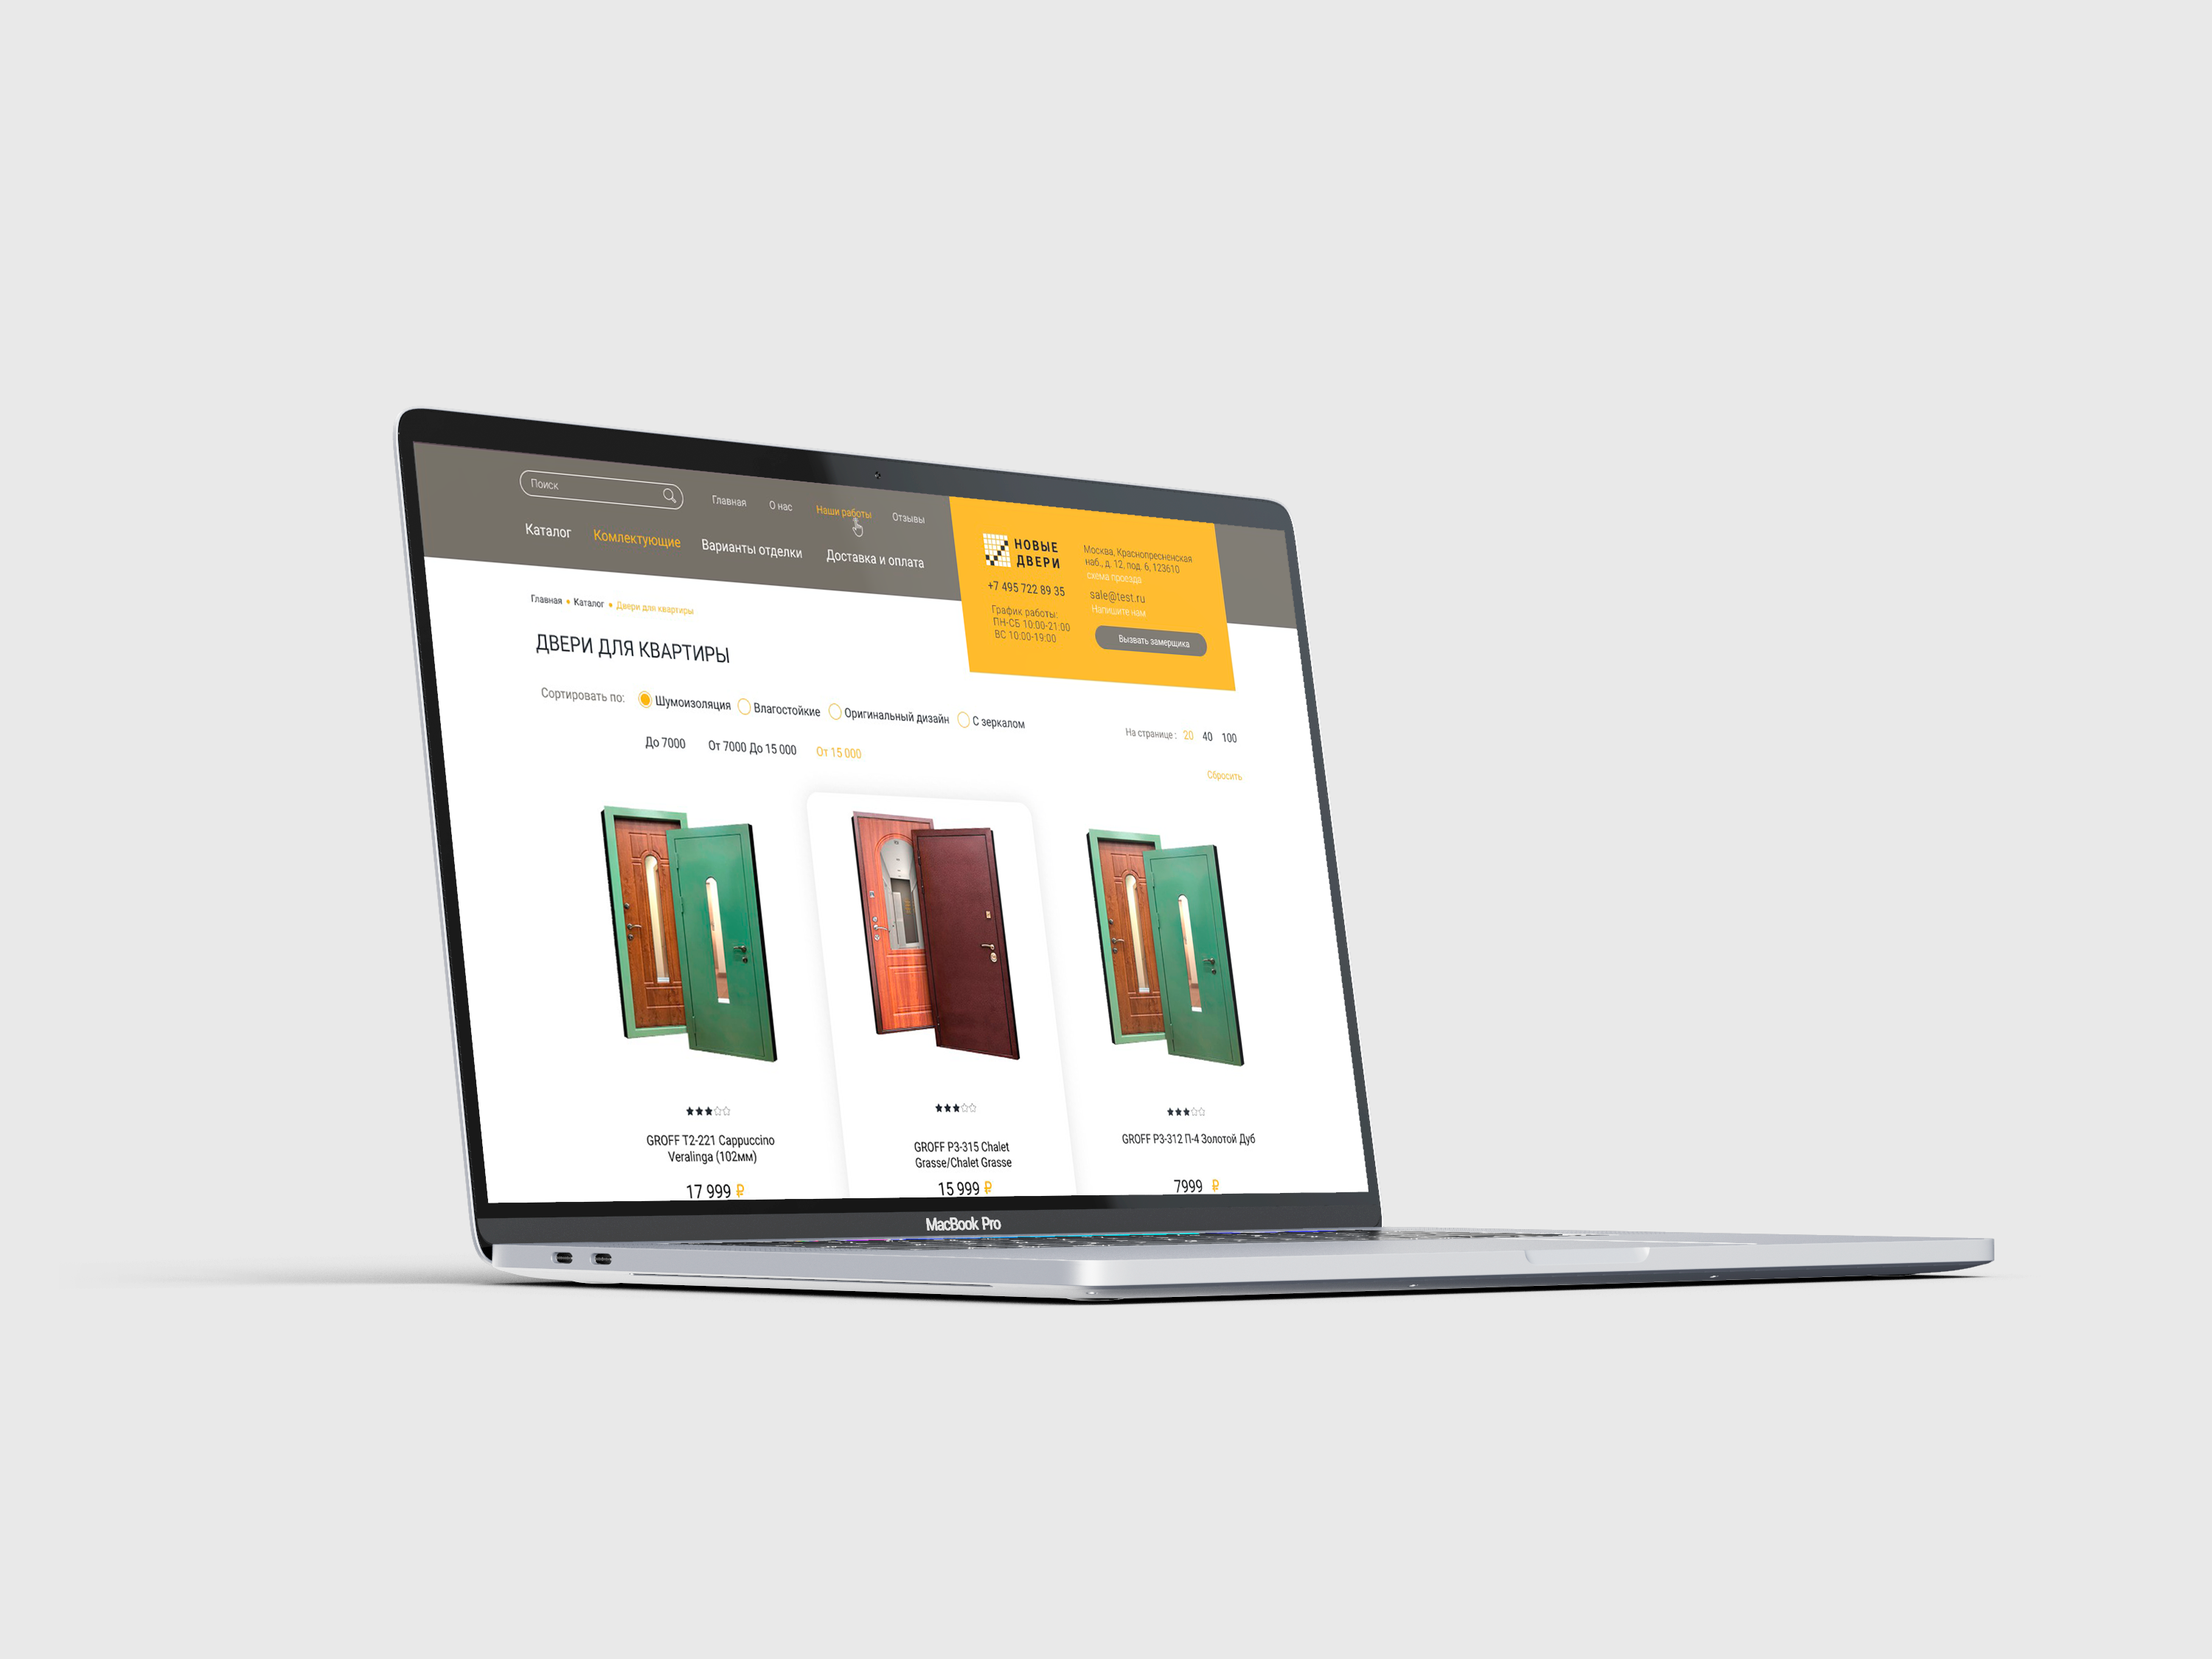 Поиск
Главная
О нас
Наши работы
Отзывы
Каталог
Комлектующие
Варианты отделки
Доставка и оплата
НОВЫЕ
ДВЕРИ
+7 495 722 89 35
График работы:
ПН-СБ 10:00-21:00
ВС 10:00-19:00
Москва, Краснопресненская
наб., д. 12, под. 6, 123610
схема проезда
sale@test.ru
Напишите нам
Вызвать замерщика
Главная • Каталог • Двери для квартиры
ДВЕРИ ДЛЯ КВАРТИРЫ
Сортировать по:
Шумоизоляция
Влагостойкие
Оригинальный дизайн
С зеркалом
До 7000
От 7000 До 15 000
От 15 000
На странице : 20 40 100
Сбросить
GROFF T2-221 Cappuccino
Veralinga (102мм)
17 999 ₽
GROFF P3-315 Chalet
Grasse/Chalet Grasse
15 999 ₽
GROFF P3-312 П-4 Золотой Дуб
7999 ₽
MacBook Pro